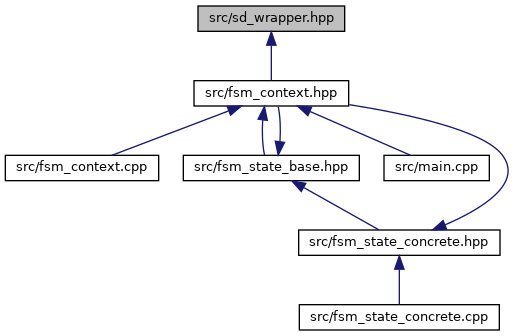 src/sd_wrapper.hpp
src/fsm_context.hpp
src/fsm_context.cpp
src/fsm_state_base.hpp
src/main.cpp
src/fsm_state_concrete.hpp
src/fsm_state_concrete.cpp